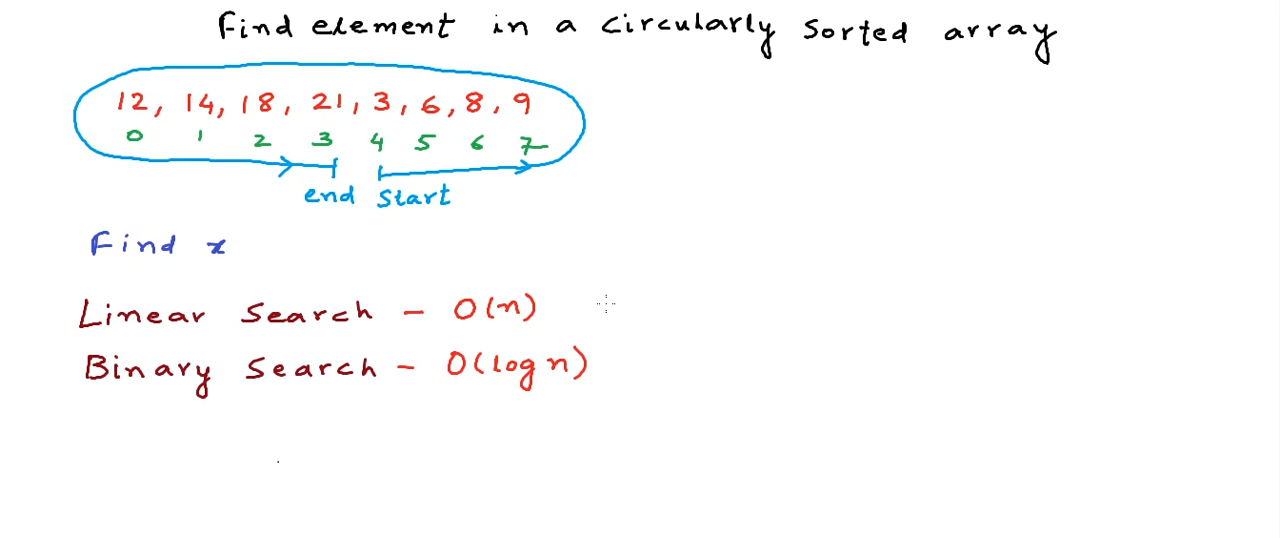 Find element in a circularly sorted array
12, 14, 18, 21, 3, 6, 8, 9
0 1 2 3 4 5 6 7
end start
Find x
Linear Search - O(n)
Binary Search - O(log n)